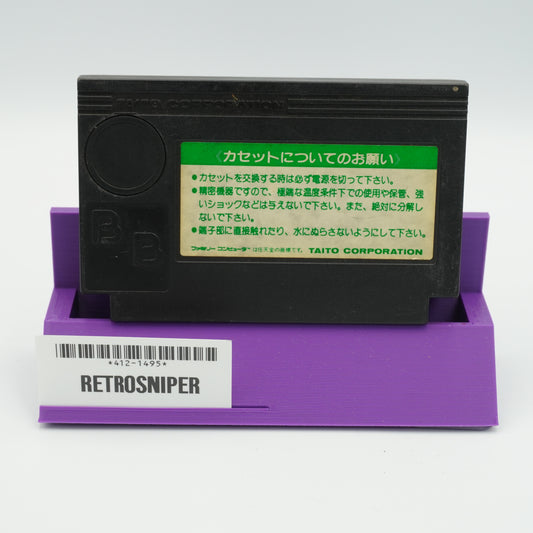 TAITO CORPORATION
〈カセットについてのお願い〉
●カセットを交換する時は必ず電源を切って下さい。
●精密機器ですので、極端な温度条件下での使用や保管、強
いショックなどは与えないで下さい。また、絶対に分解し
ないで下さい。
●端子部に直接触れたり、水にぬらさないようにして下さい。
ファミリーコンピュータ は任天堂の商標です。 TAITO CORPORATION
BB
*412-1495*
RETROSNIPER